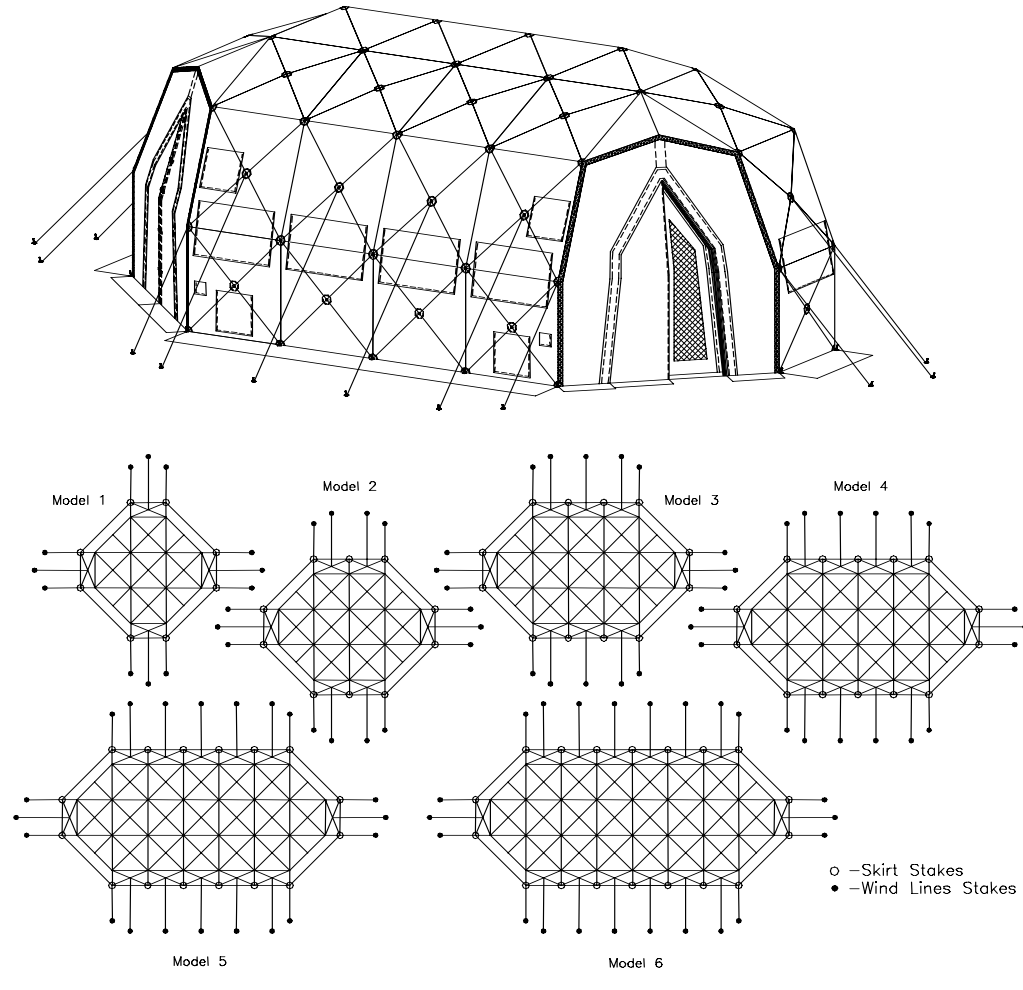 Model 1
Model 2
Model 3
Model 4
Model 5
Model 6
-Skirt Stakes
-Wind Lines Stakes